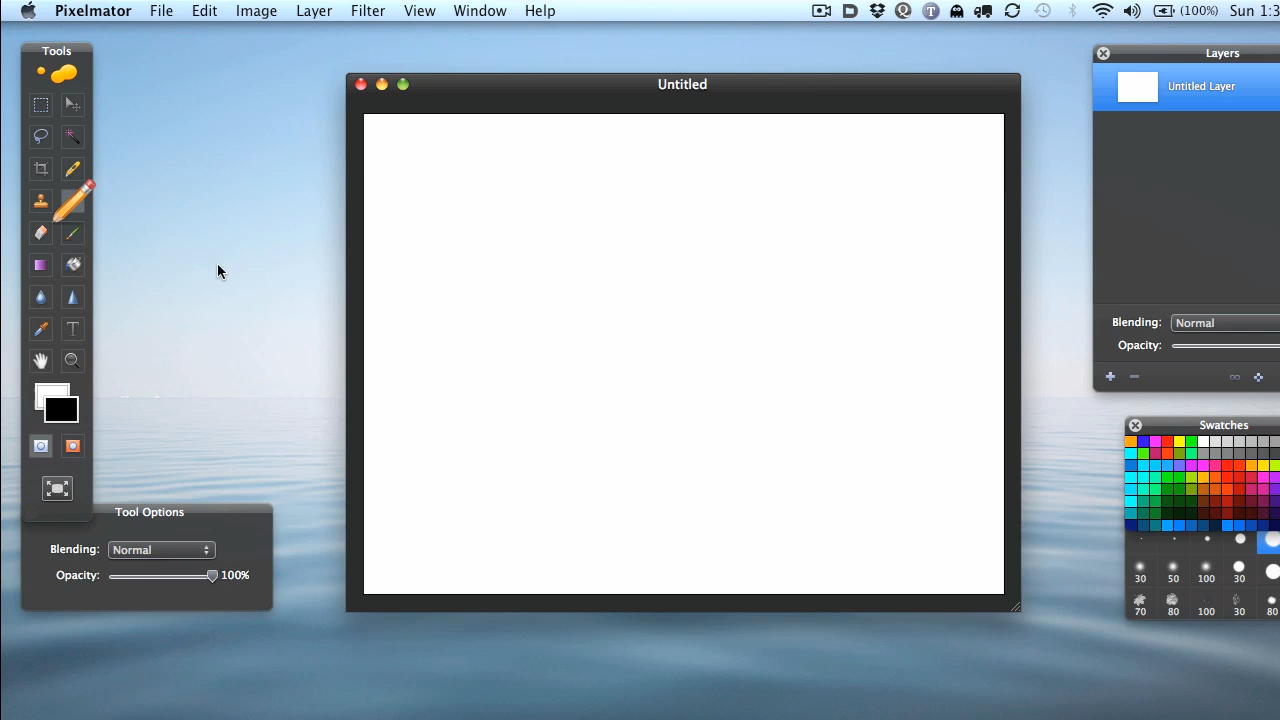 Pixelmator File Edit Image Layer Filter View Window Help (100%) Sun 1:3
Tools
Untitled
Layers
Untitled Layer
Blending: Normal
Opacity:
Swatches
30 50 100 30
70 80 100 30 80
T
Tool Options
Blending: Normal
Opacity: 100%